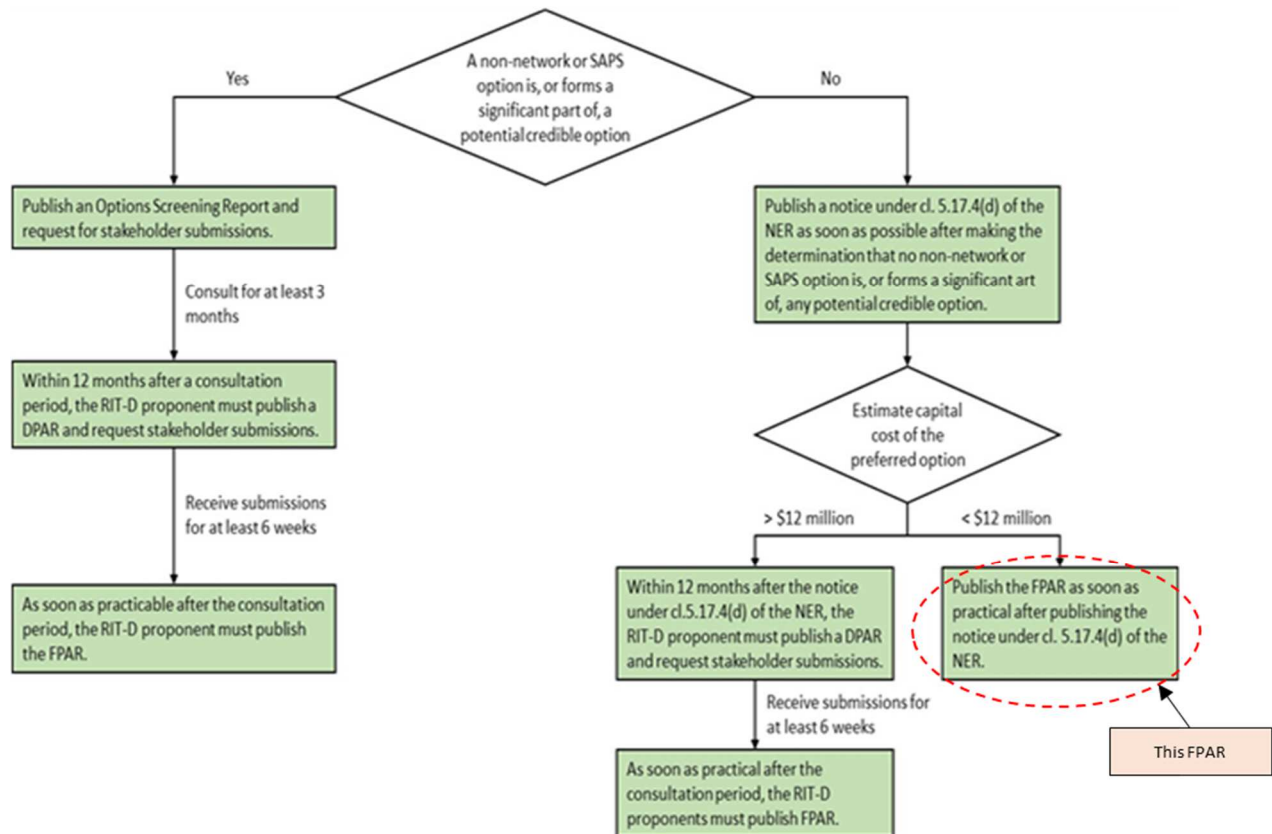 A non-network or SAPS
option is, or forms a
significant part of, a
potential credible option
Yes
No
Publish an Options Screening Report and
request for stakeholder submissions.
Consult for at least 3
months
Within 12 months after a consultation
period, the RIT-D proponent must publish a
DPAR and request stakeholder submissions.
Receive submissions
for at least 6 weeks
As soon as practicable after the consultation
period, the RIT-D proponent must publish
the FPAR.
Publish a notice under cl. 5.17.4(d) of the
NER as soon as possible after making the
determination that no non-network or
SAPS option is, or forms a significant art
of, any potential credible option.
Estimate capital
cost of the
preferred option
> $12 million
< $12 million
Within 12 months after the notice
under cl.5.17.4(d) of the NER, the
RIT-D proponent must publish a DPAR
and request stakeholder submissions.
Receive submissions for
at least 6 weeks
As soon as practical after the
consultation period, the RIT-D
proponents must publish FPAR.
Publish the FPAR as soon as
practical after publishing the
notice under cl. 5.17.4(d) of the
NER.
This FPAR